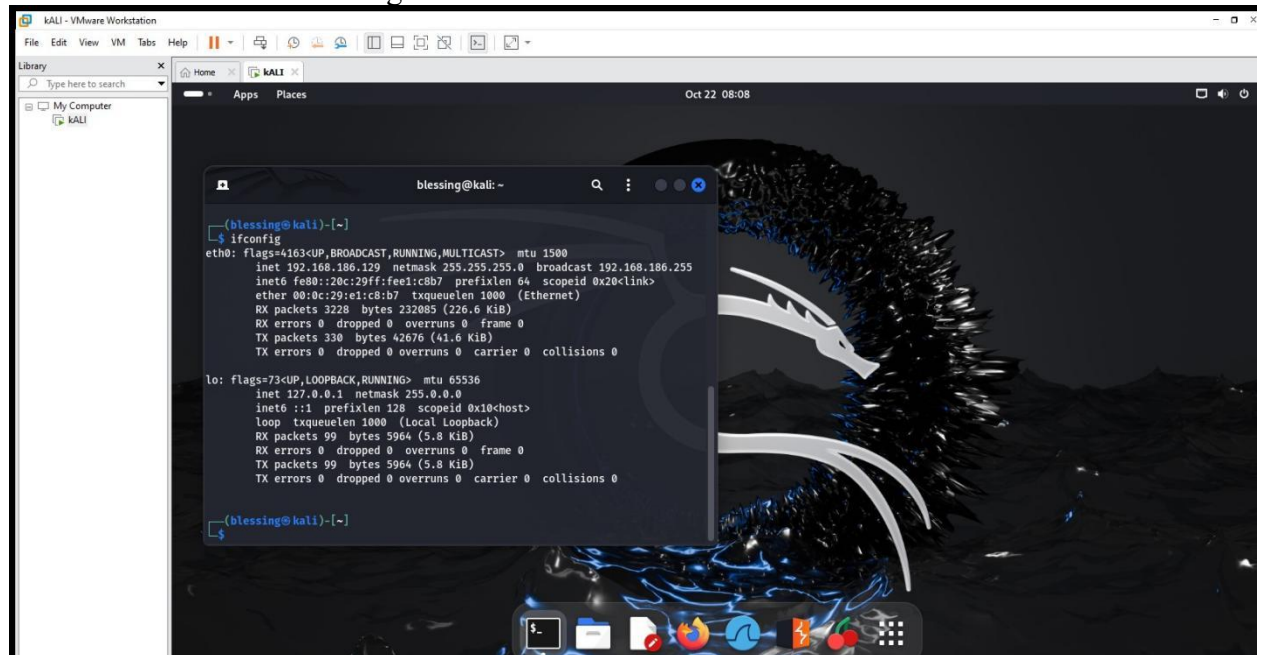 kALI - VMware Workstation
File Edit View VM Tabs Help
Library
Type here to search
My Computer
kALI
Home
kALI
Apps Places
Oct 22 08:08
blessing@kali: ~
(blessing㉿kali)-[~]
$ ifconfig
eth0: flags=4163<UP,BROADCAST,RUNNING,MULTICAST> mtu 1500
inet 192.168.186.129 netmask 255.255.255.0 broadcast 192.168.186.255
inet6 fe80::20c:29ff:fee1:c8b7 prefixlen 64 scopeid 0x20<link>
ether 00:0c:29:e1:c8:b7 txqueuelen 1000 (Ethernet)
RX packets 3228 bytes 232085 (226.6 KiB)
RX errors 0 dropped 0 overruns 0 frame 0
TX packets 330 bytes 42676 (41.6 KiB)
TX errors 0 dropped 0 overruns 0 carrier 0 collisions 0
lo: flags=73<UP,LOOPBACK,RUNNING> mtu 65536
inet 127.0.0.1 netmask 255.0.0.0
inet6 ::1 prefixlen 128 scopeid 0x10<host>
loop txqueuelen 1000 (Local Loopback)
RX packets 99 bytes 5964 (5.8 KiB)
RX errors 0 dropped 0 overruns 0 frame 0
TX packets 99 bytes 5964 (5.8 KiB)
TX errors 0 dropped 0 overruns 0 carrier 0 collisions 0
(blessing㉿kali)-[~]
$
$_